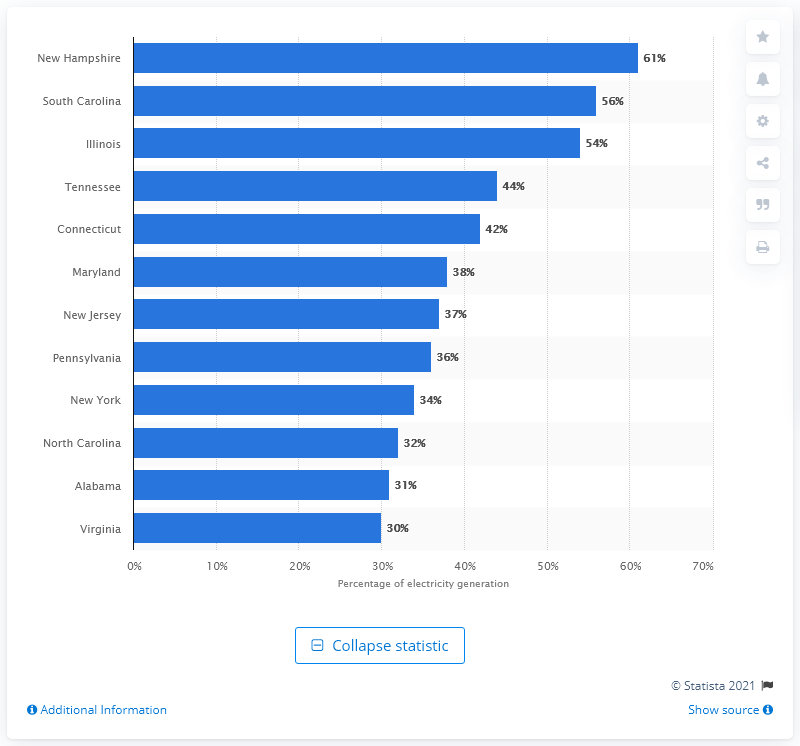 New Hampshire 61%
South Carolina 56%
Illinois 54%
Tennessee 44%
Connecticut 42%
Maryland 38%
New Jersey 37%
Pennsylvania 36%
New York 34%
North Carolina 32%
Alabama 31%
Virginia 30%
0% 10% 20% 30% 40% 50% 60% 70%
Percentage of electricity generation
Collapse statistic
© Statista 2021
Additional Information Show source